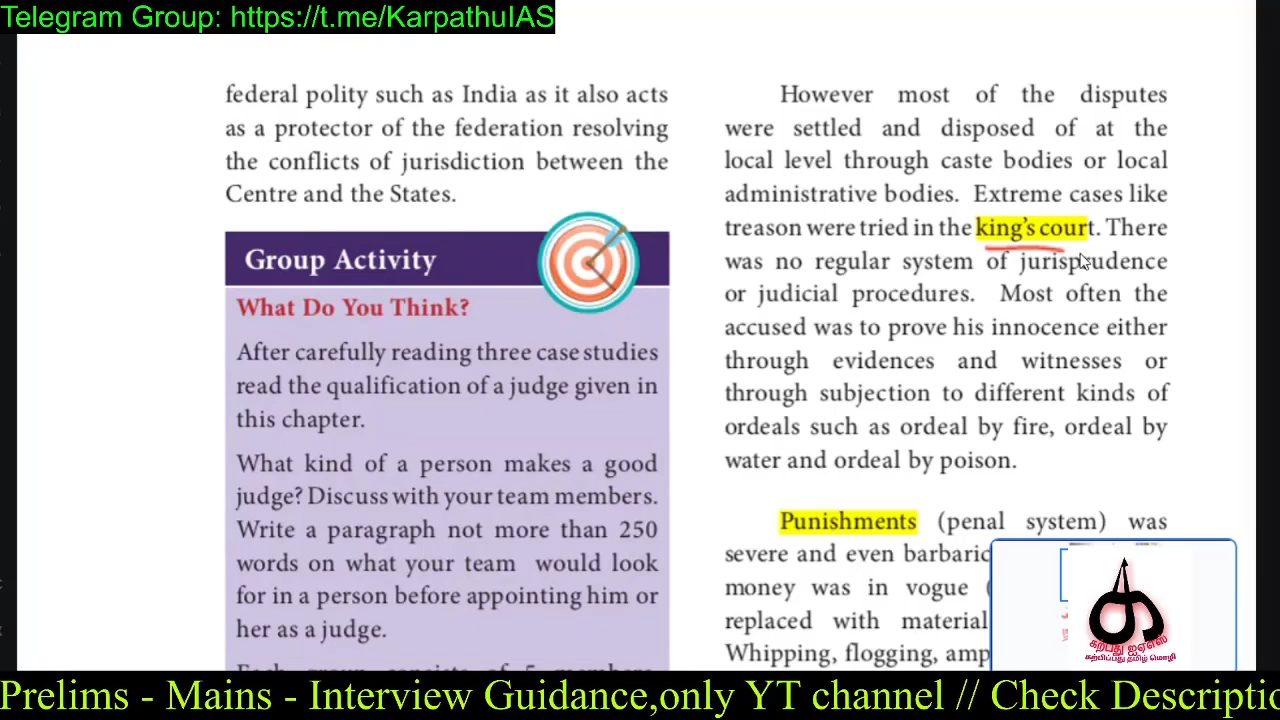 Telegram Group: https://t.me/KarpathuIAS
federal polity such as India as it also acts
as a protector of the federation resolving
the conflicts of jurisdiction between the
Centre and the States.
Group Activity
What Do You Think?
After carefully reading three case studies
read the qualification of a judge given in
this chapter.
What kind of a person makes a good
judge? Discuss with your team members.
Write a paragraph not more than 250
words on what your team would look
for in a person before appointing him or
her as a judge.
However most of the disputes
were settled and disposed of at the
local level through caste bodies or local
administrative bodies. Extreme cases like
treason were tried in the king's court. There
was no regular system of jurisprudence
or judicial procedures. Most often the
accused was to prove his innocence either
through evidences and witnesses or
through subjection to different kinds of
ordeals such as ordeal by fire, ordeal by
water and ordeal by poison.
Punishments (penal system) was
severe and even barbaric
money was in vogue (
replaced with material
Whipping, flogging, amp
கற்பது ஐஏஎஸ்
கற்பிப்பது தமிழ் மொழி
Prelims - Mains - Interview Guidance,only YT channel // Check Descriptio